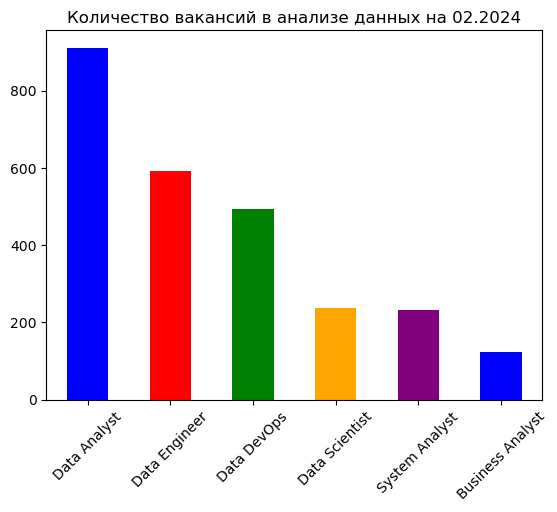 Количество вакансий в анализе данных на 02.2024
800
600
400
200
0
Data Analyst
Data Engineer
Data DevOps
Data Scientist
System Analyst
Business Analyst